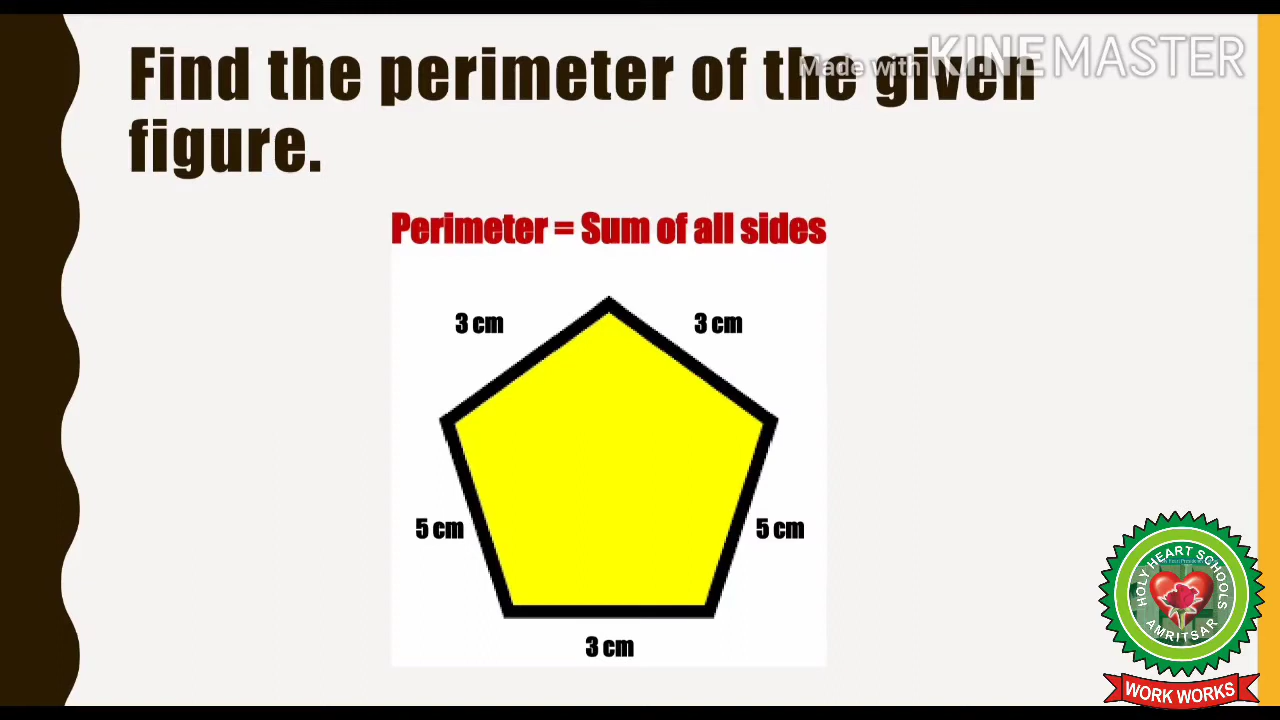 Made with KINEMASTER
Find the perimeter of the given
figure.
Perimeter = Sum of all sides
3 cm
3 cm
5 cm
5 cm
3 cm
HOLY HEART SCHOOLS
AMRITSAR
WORK WORKS